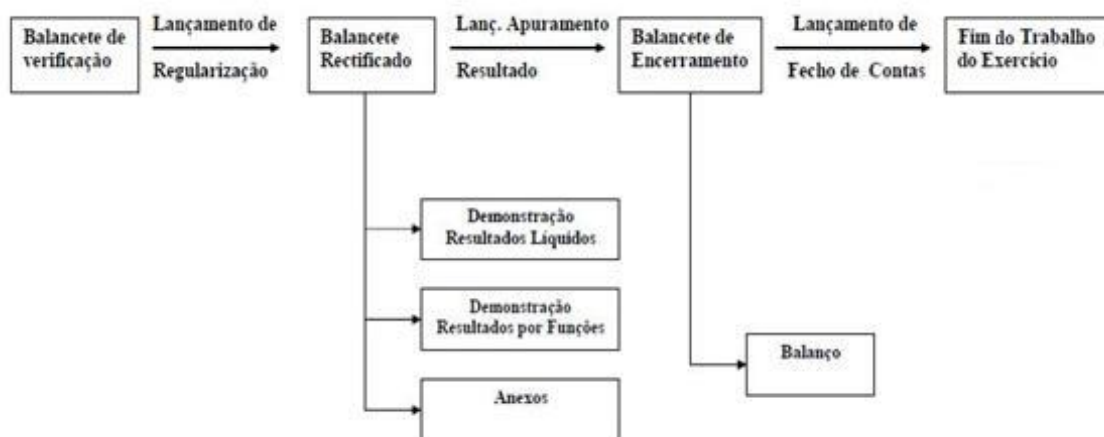 Balancete de
verificação
Lançamento de
Regularização
Balancete
Rectificado
Lanç. Apuramento
Resultado
Balancete de
Encerramento
Lançamento de
Fecho de Contas
Fim do Trabalho
do Exercício
Demonstração
Resultados Líquidos
Demonstração
Resultados por Funções
Anexos
Balanço